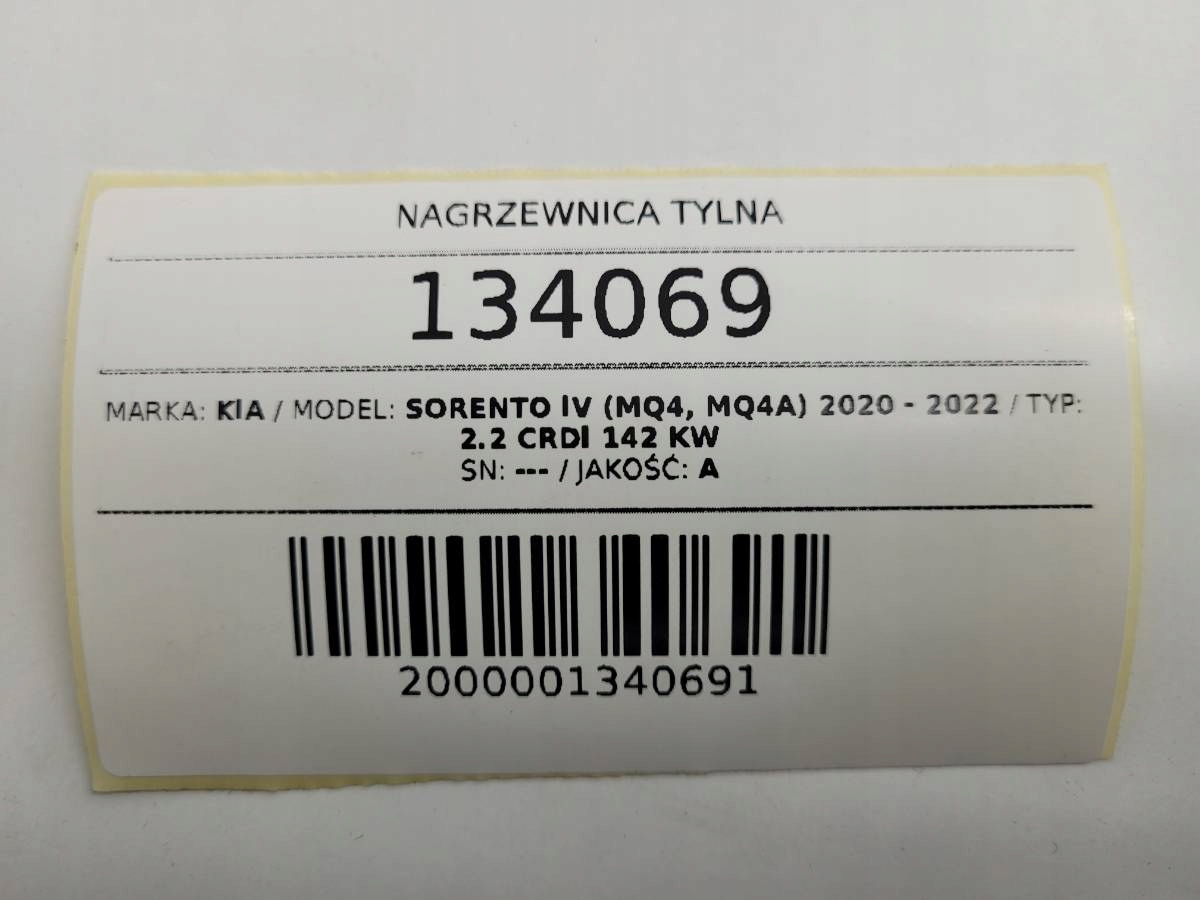 NAGRZEWNICA TYLNA
134069
MARKA: KIA / MODEL: SORENTO IV (MQ4, MQ4A) 2020 - 2022 / TYP:
2.2 CRDI 142 KW
SN: --- / JAKOŚĆ: A
2000001340691